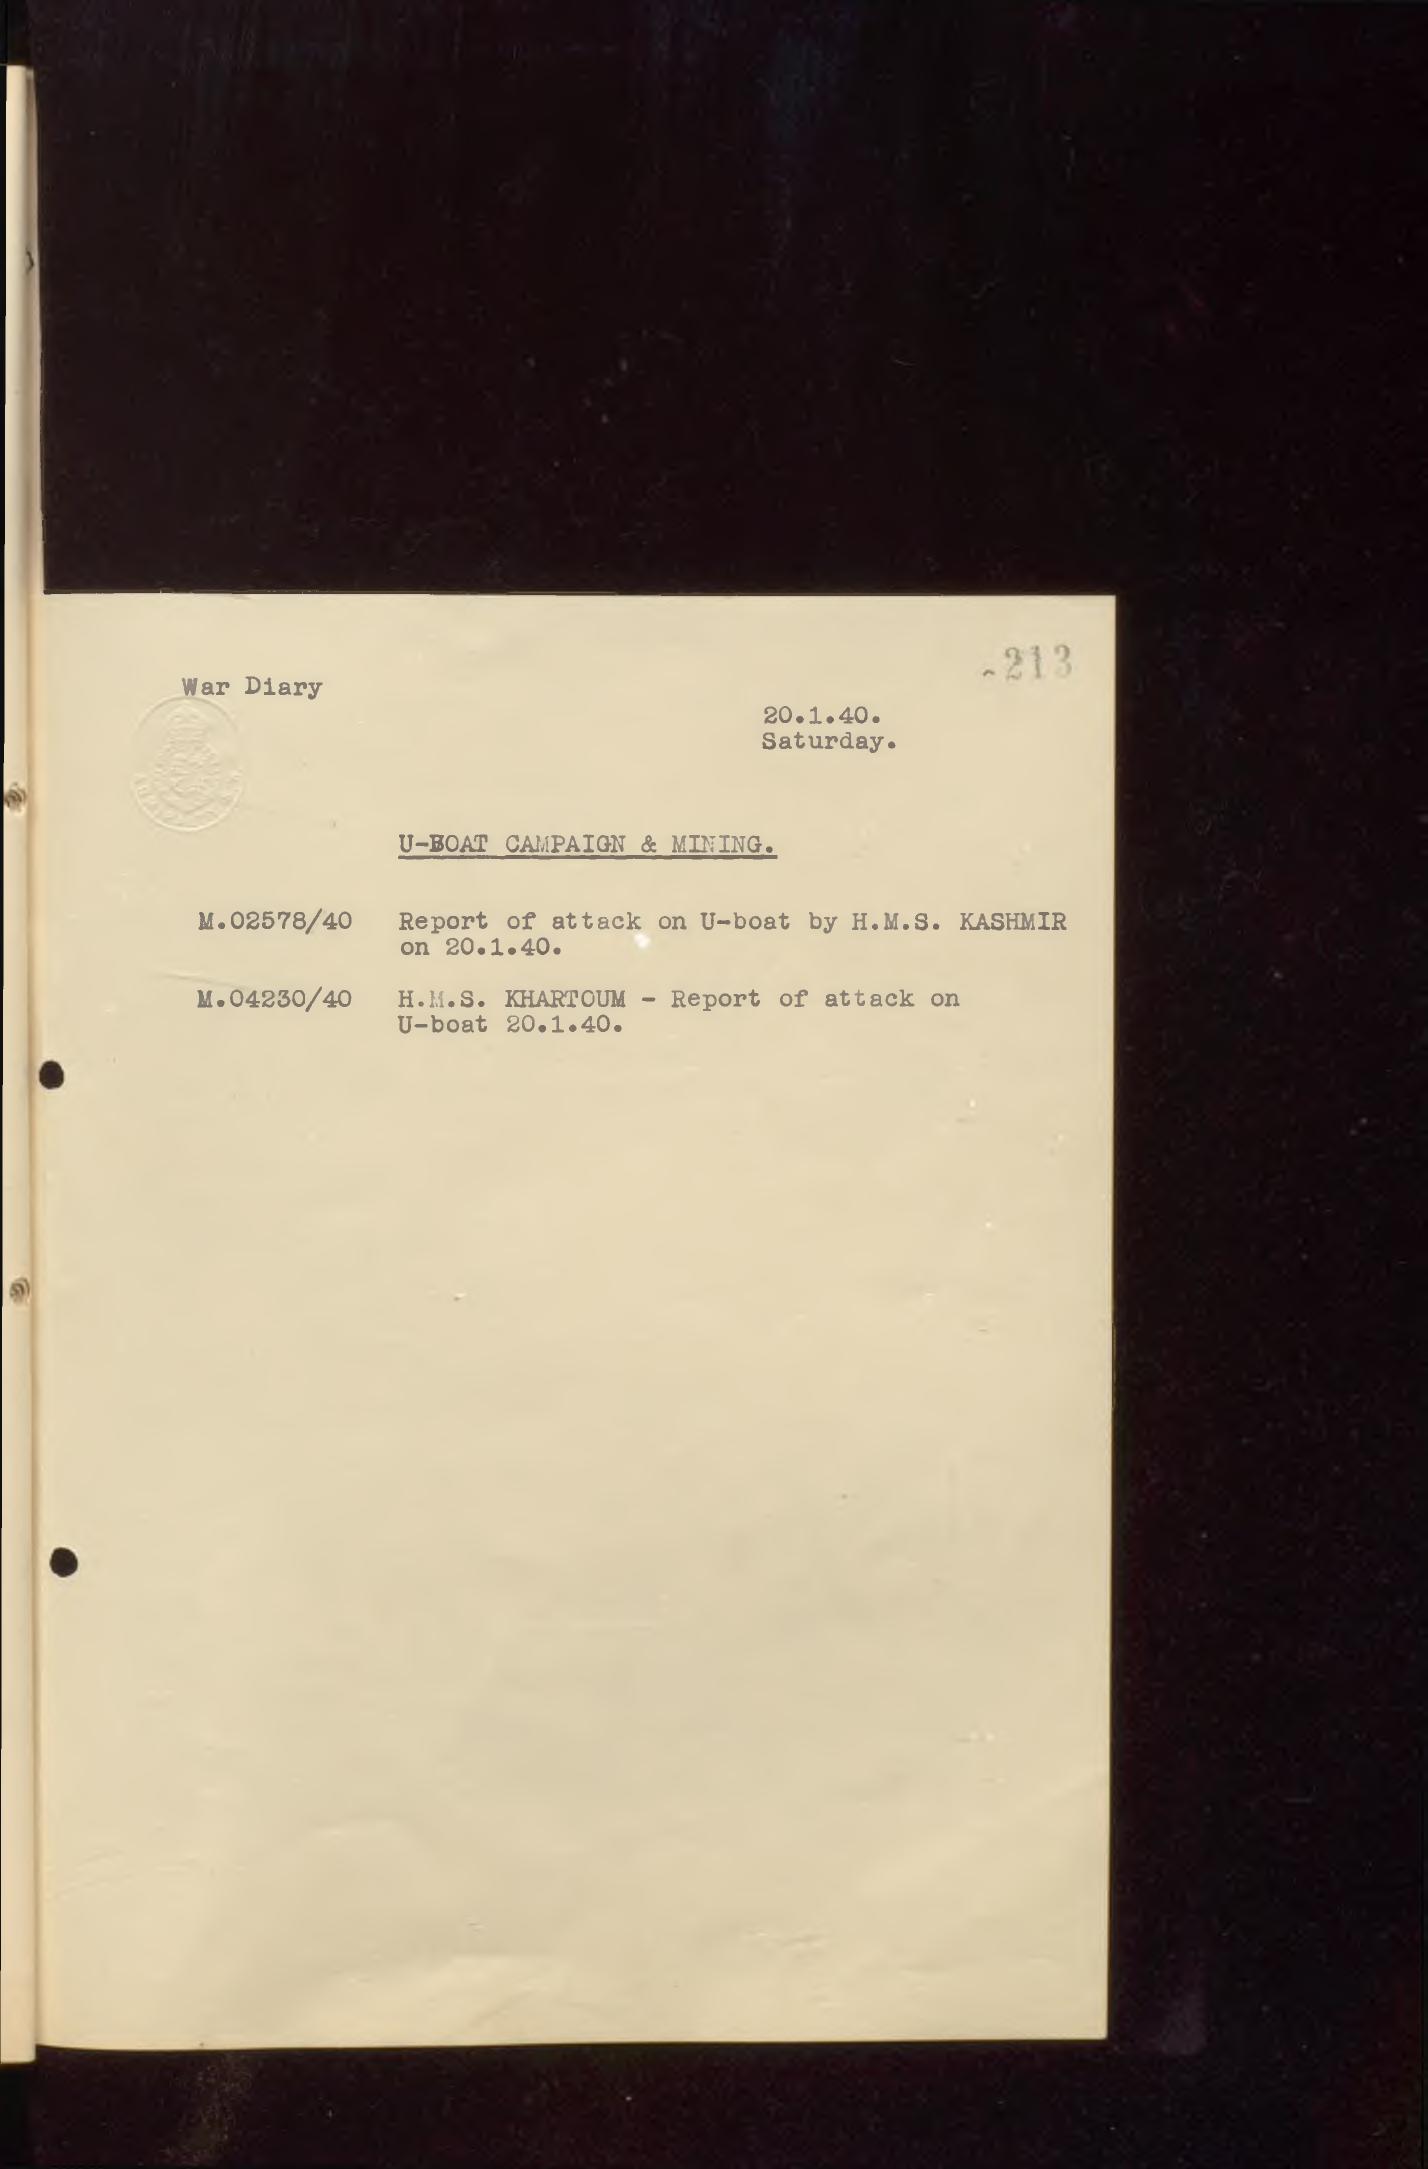 213
War Diary
20.1.40.
Saturday.
U-BOAT CAMPAIGN & MINING.
M.02578/40 Report of attack on U-boat by H.M.S. KASHMIR
on 20.1.40.
M.04230/40 H.M.S. KHARTOUM - Report of attack on
U-boat 20.1.40.